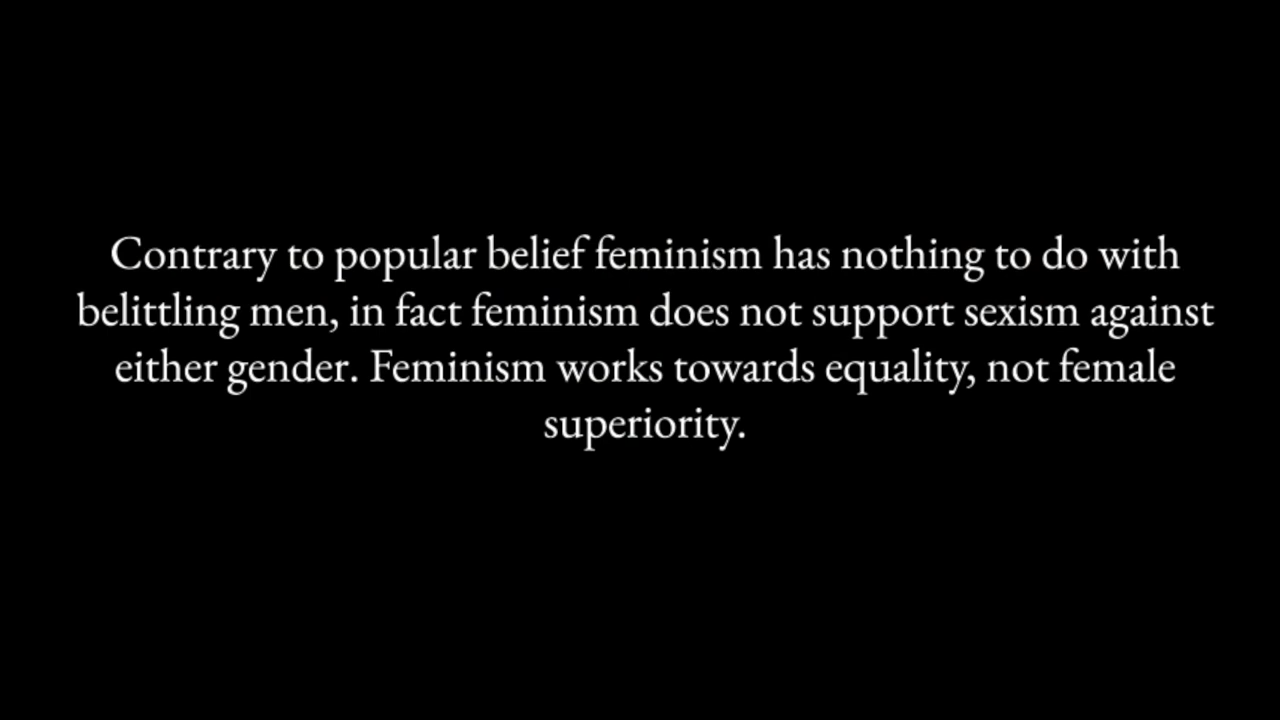 Contrary to popular belief feminism has nothing to do with
belittling men, in fact feminism does not support sexism against
either gender. Feminism works towards equality, not female
superiority.